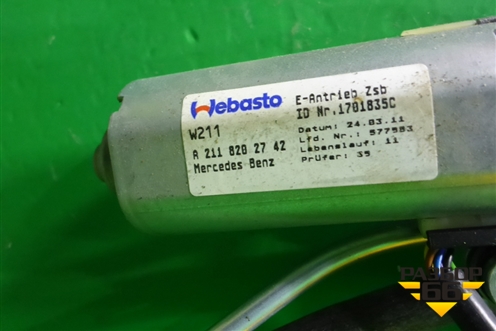 Webasto
E-Antrieb Zsb
ID Nr.1701835C
W211
Datum: 24.03.11
A 211 820 27 42
Lfd. Nr.: 577583
Mercedes Benz
Lebenslauf: 11
Prüfer: 35
РАЗБОР
68